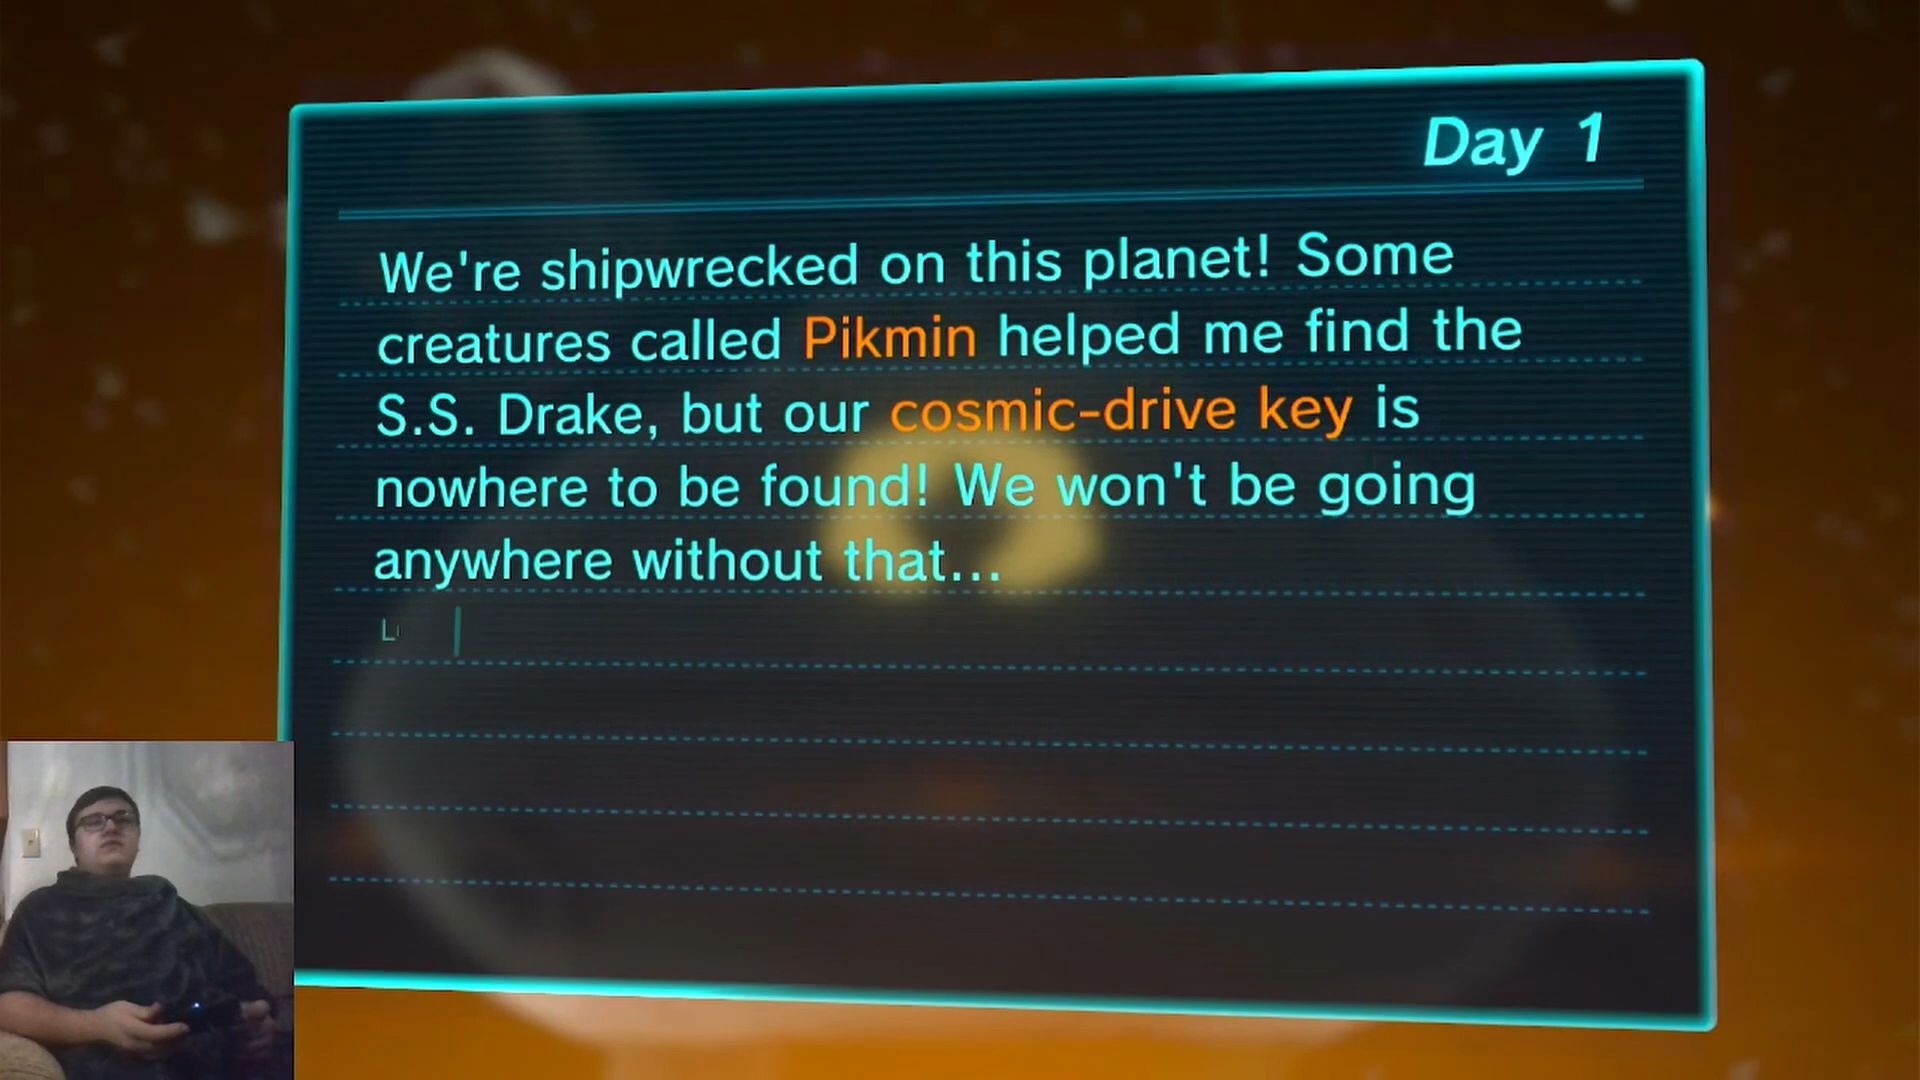 Day 1
We're shipwrecked on this planet! Some
creatures called Pikmin helped me find the
S.S. Drake, but our cosmic-drive key is
nowhere to be found! We won't be going
anywhere without that...
L